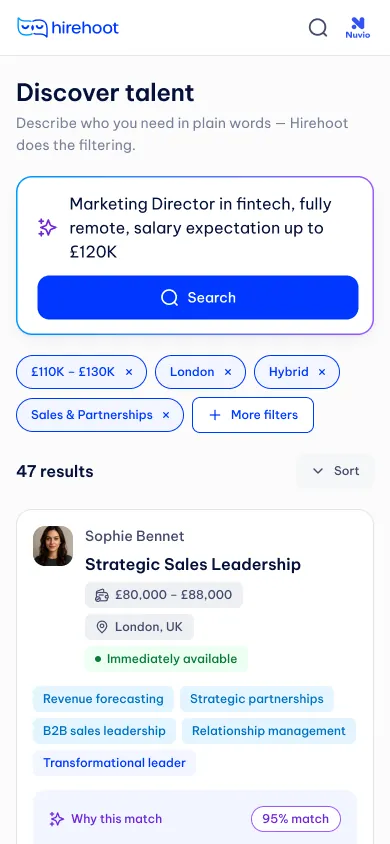 hirehoot
Nuvio
Discover talent
Describe who you need in plain words — Hirehoot
does the filtering.
Marketing Director in fintech, fully
remote, salary expectation up to
£120K
Search
£110K – £130K × London × Hybrid ×
Sales & Partnerships × + More filters
47 results Sort
Sophie Bennet
Strategic Sales Leadership
£80,000 – £88,000
London, UK
Immediately available
Revenue forecasting Strategic partnerships
B2B sales leadership Relationship management
Transformational leader
Why this match 95% match